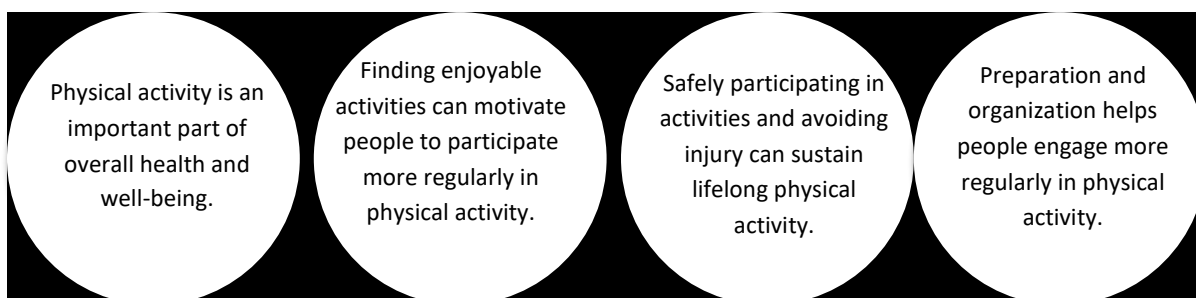 Physical activity is an
important part of
overall health and
well-being.
Finding enjoyable
activities can motivate
people to participate
more regularly in
physical activity.
Safely participating in
activities and avoiding
injury can sustain
lifelong physical
activity.
Preparation and
organization helps
people engage more
regularly in physical
activity.